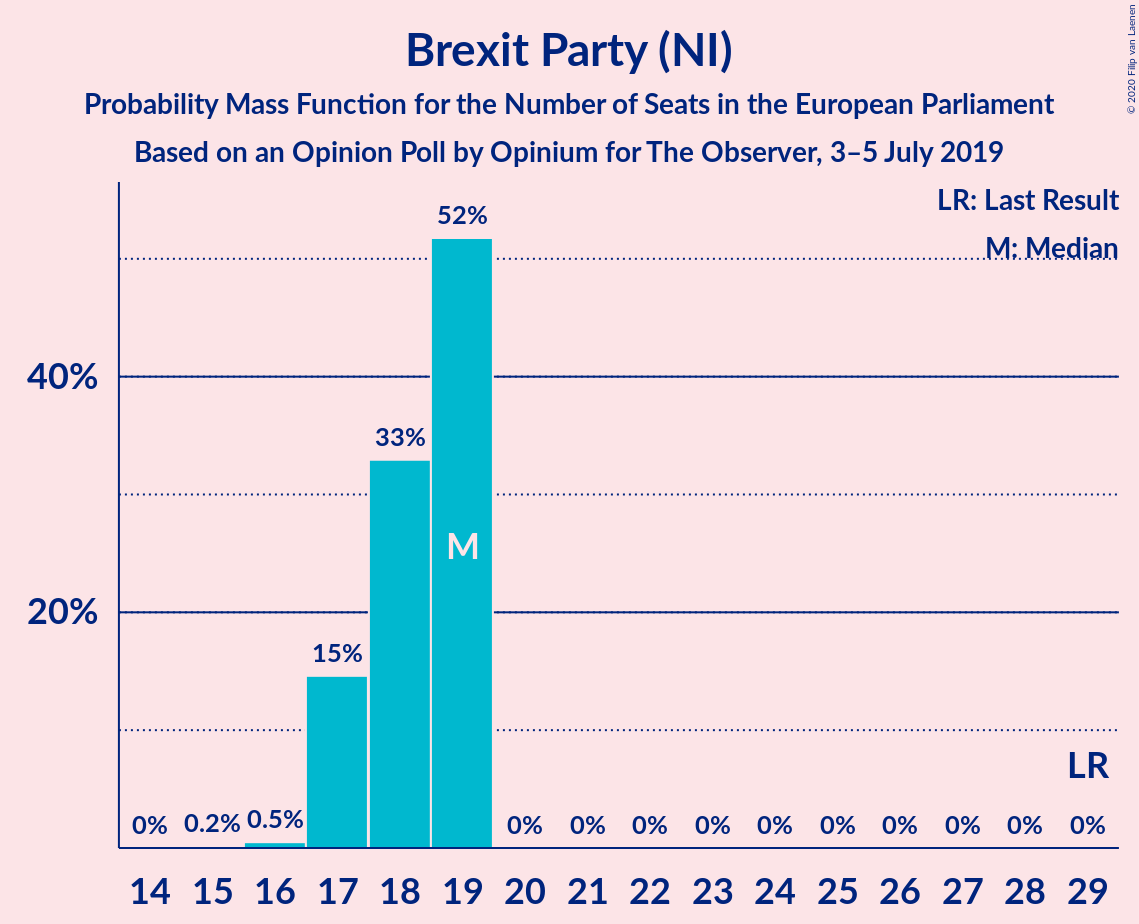 Brexit Party (NI)
Probability Mass Function for the Number of Seats in the European Parliament
Based on an Opinion Poll by Opinium for The Observer, 3–5 July 2019
© 2020 Filip van Laenen
LR: Last Result
M: Median
52%
40%
33%
M
20%
15%
LR
0% 0.2% 0.5% 0% 0% 0% 0% 0% 0% 0% 0% 0% 0%
14 15 16 17 18 19 20 21 22 23 24 25 26 27 28 29